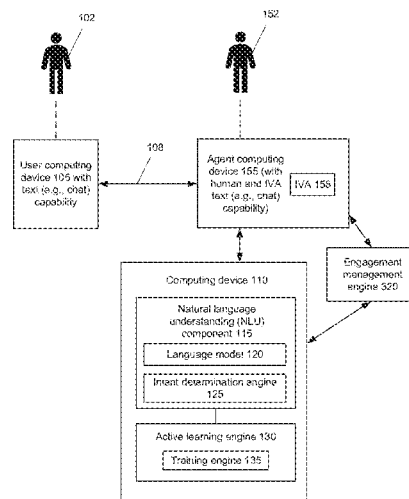 102
152
108
User computing
device 105 with
text (e.g., chat)
capability
Agent computing
device 155 (with
human and IVA
text (e.g., chat)
capability)
IVA 156
Engagement
management
engine 320
Computing device 110
Natural language
understanding (NLU)
component 115
Language model 120
Intent determination engine
125
Active learning engine 130
Training engine 135